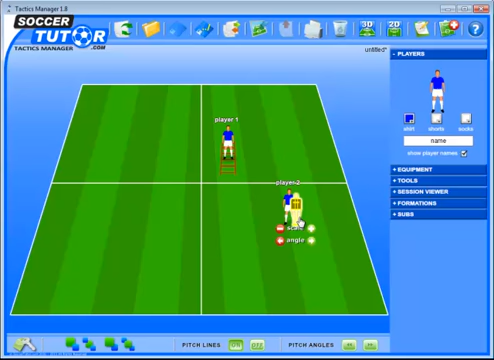 Tactics Manager 1.8
SOCCER
TUTOR
.COM
TACTICS MANAGER
3D
2D
?
untitled*
- PLAYERS
shirt
shorts
socks
name
show player names.
+ EQUIPMENT
+ TOOLS
+ SESSION VIEWER
+ FORMATIONS
+ SUBS
player 1
player 2
scale
angle
PITCH LINES
ON
PITCH ANGLES